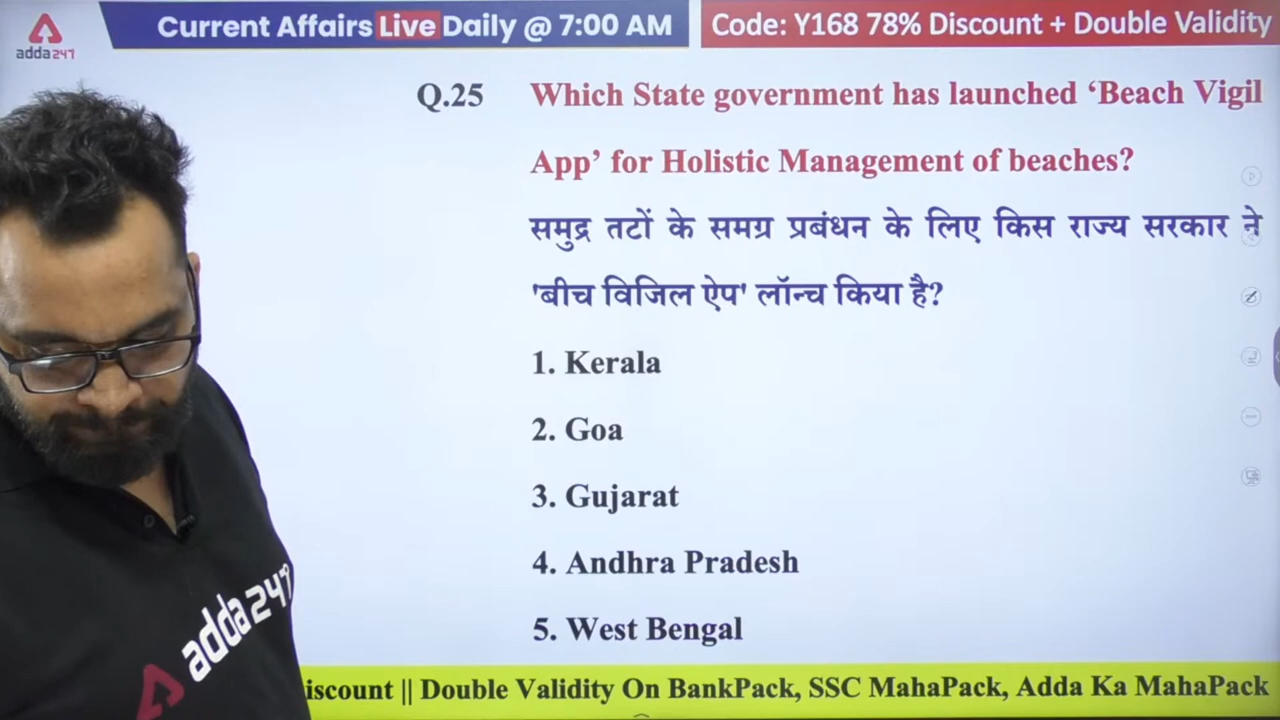 Current Affairs Live Daily @ 7:00 AM
Code: Y168 78% Discount + Double Validity
adda247
Q.25 Which State government has launched ‘Beach Vigil
App’ for Holistic Management of beaches?
समुद्र तटों के समग्र प्रबंधन के लिए किस राज्य सरकार ने
'बीच विजिल ऐप' लॉन्च किया है?
1. Kerala
2. Goa
3. Gujarat
4. Andhra Pradesh
5. West Bengal
adda247
iscount || Double Validity On BankPack, SSC MahaPack, Adda Ka MahaPack